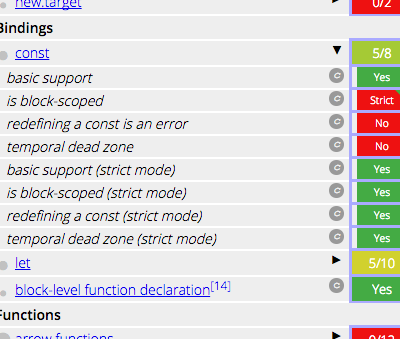 new.target 0/2
Bindings
const 5/8
basic support c Yes
is block-scoped c Strict
redefining a const is an error c No
temporal dead zone c No
basic support (strict mode) c Yes
is block-scoped (strict mode) c Yes
redefining a const (strict mode) c Yes
temporal dead zone (strict mode) c Yes
let 5/10
block-level function declaration[14] c Yes
Functions
arrow functions 0/12